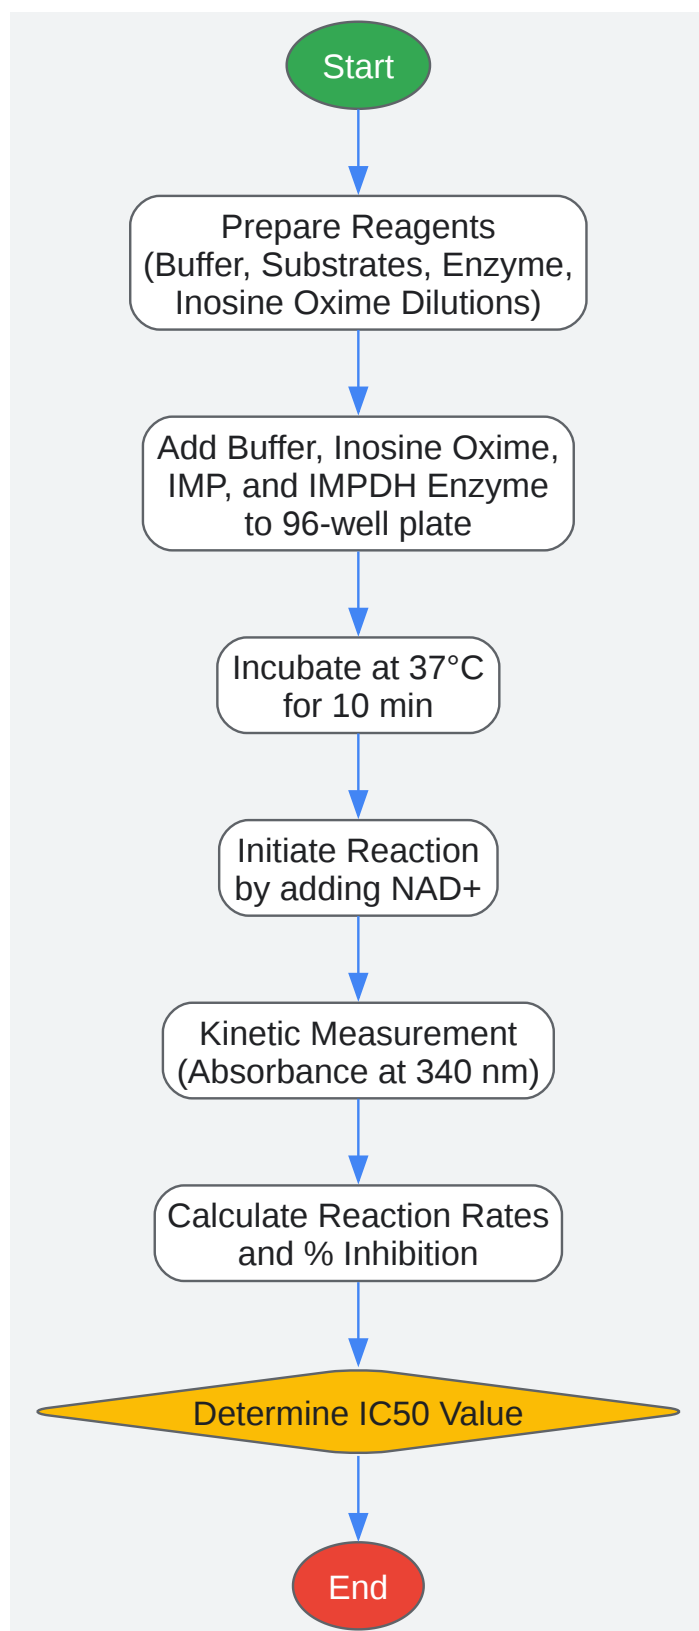 Start
Prepare Reagents
(Buffer, Substrates, Enzyme,
Inosine Oxime Dilutions)
Add Buffer, Inosine Oxime,
IMP, and IMPDH Enzyme
to 96-well plate
Incubate at 37°C
for 10 min
Initiate Reaction
by adding NAD+
Kinetic Measurement
(Absorbance at 340 nm)
Calculate Reaction Rates
and % Inhibition
Determine IC50 Value
End